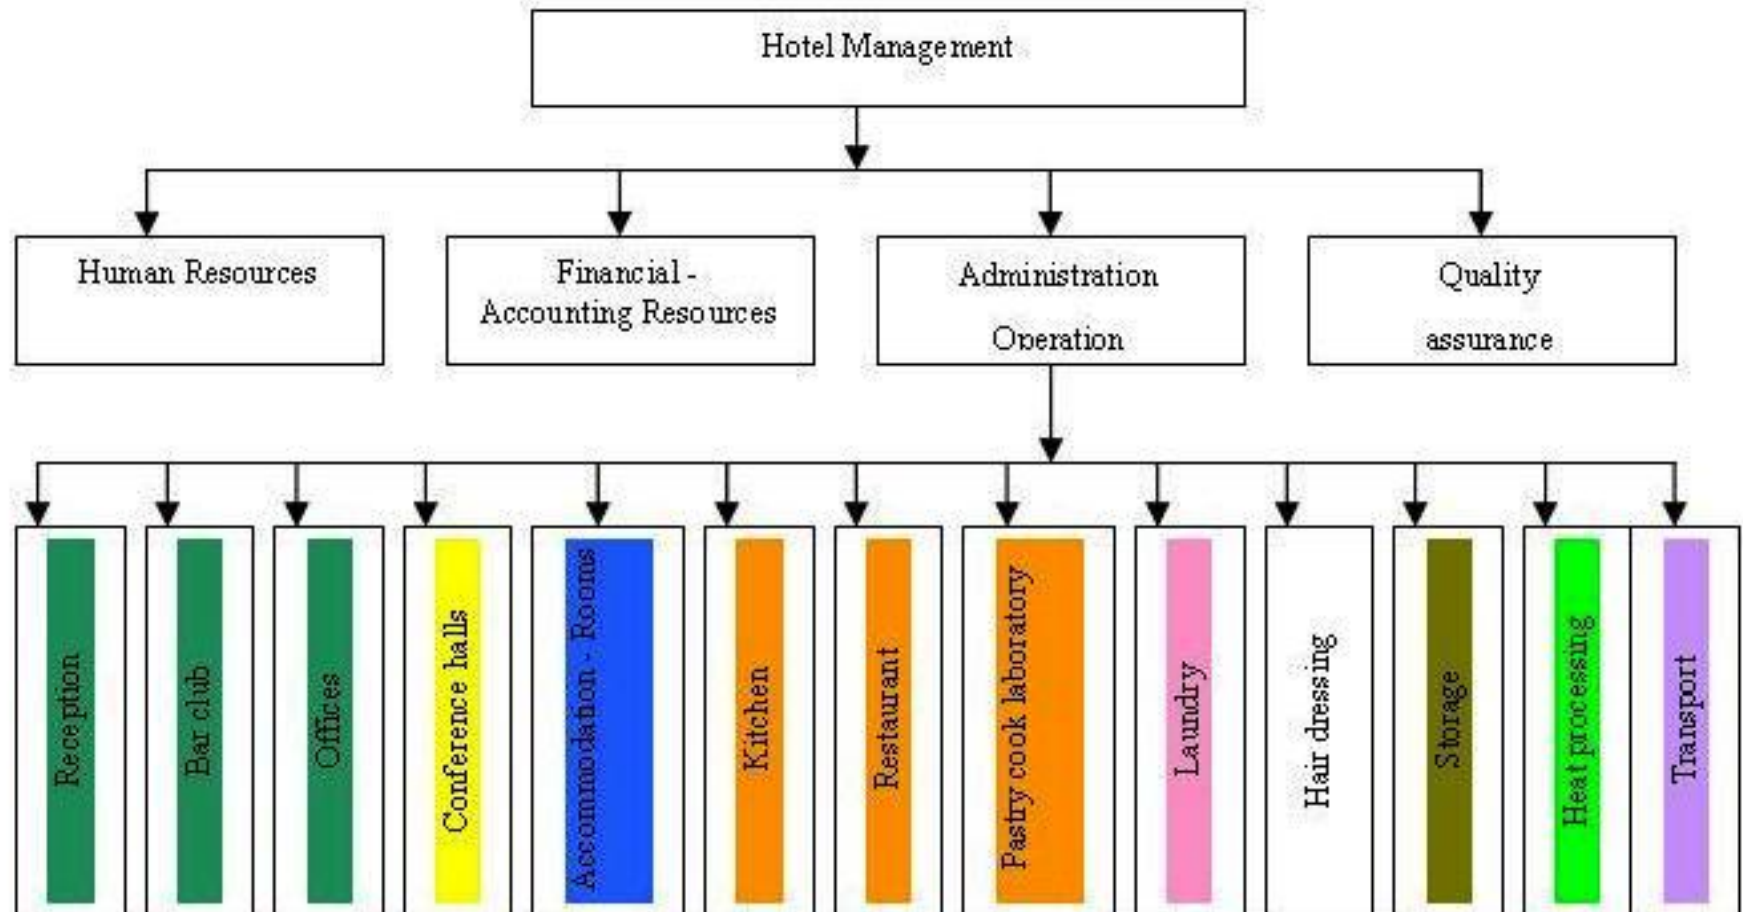 Hotel Management
Human Resources
Financial -
Accounting Resources
Administration
Operation
Quality
assurance
Reception
Bar club
Offices
Conference halls
Accommodation - Rooms
Kitchen
Restaurant
Pastry cook laboratory
Laundry
Hair dressing
Storage
Heat processing
Transport